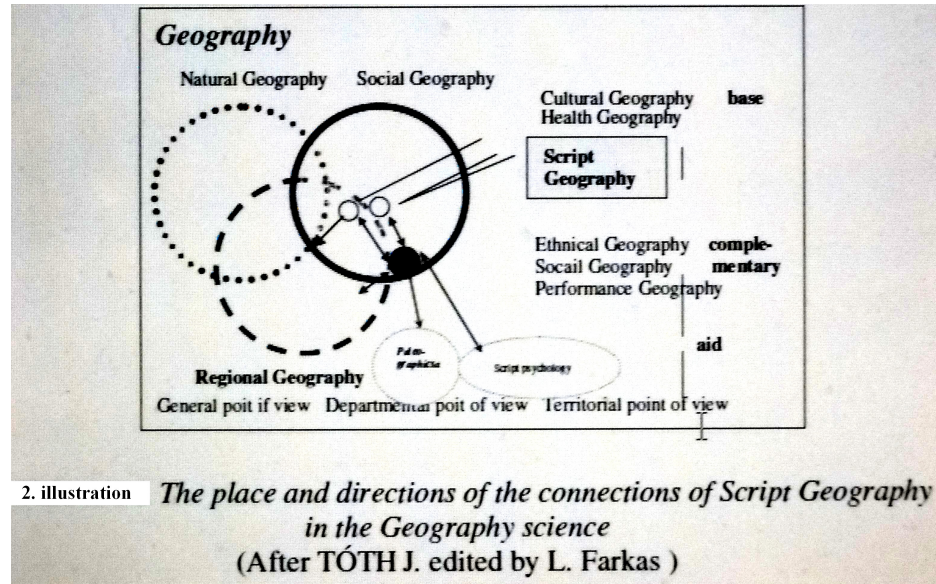 Geography
Natural Geography Social Geography
Cultural Geography base
Health Geography
Script
Geography
Ethnical Geography comple-
Socail Geography mentary
Performance Geography
aid
Script psychology
Regional Geography
General poit if view Departmental poit of view Territorial point of view
2. illustration The place and directions of the connections of Script Geography
in the Geography science
(After TÓTH J. edited by L. Farkas )